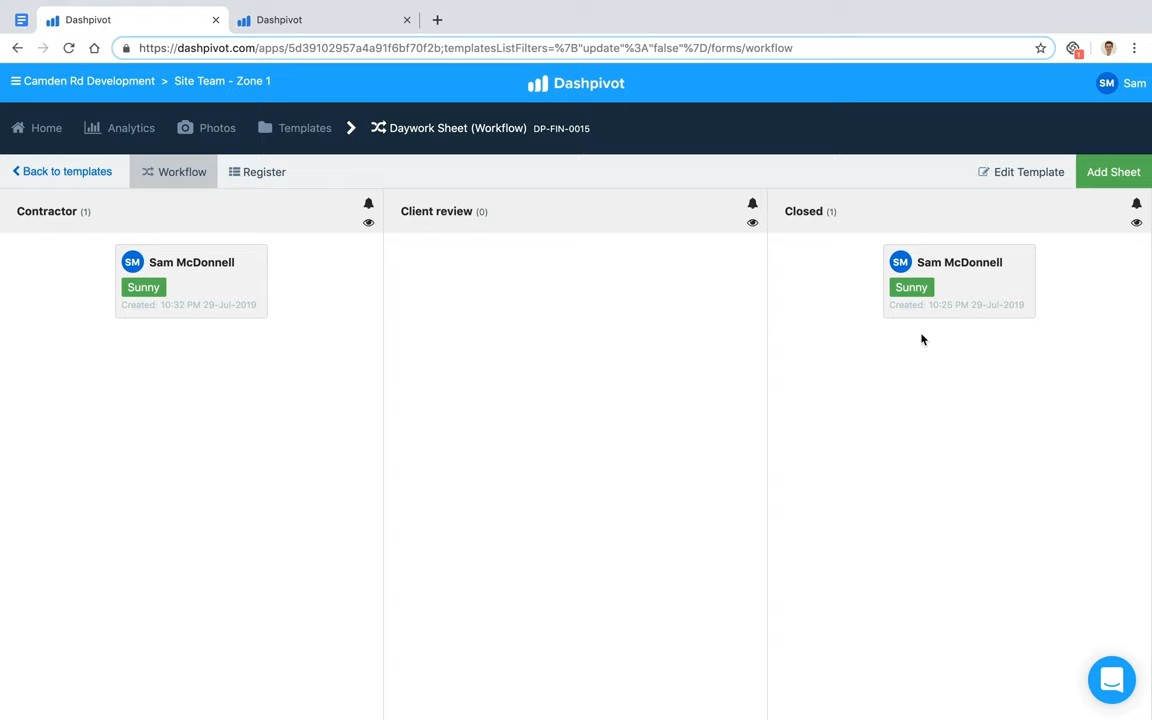 Dashpivot
Dashpivot
https://dashpivot.com/apps/5d39102957a4a91f6bf70f2b;templatesListFilters=%7B"update"%3A"false"%7D/forms/workflow
1
Camden Rd Development > Site Team - Zone 1
Dashpivot
SM Sam
Home Analytics Photos Templates Daywork Sheet (Workflow) DP-FIN-0015
Back to templates Workflow Register Edit Template Add Sheet
Contractor (1) Client review (0) Closed (1)
SM Sam McDonnell
Sunny
Created: 10:32 PM 29-Jul-2019
SM Sam McDonnell
Sunny
Created: 10:25 PM 29-Jul-2019